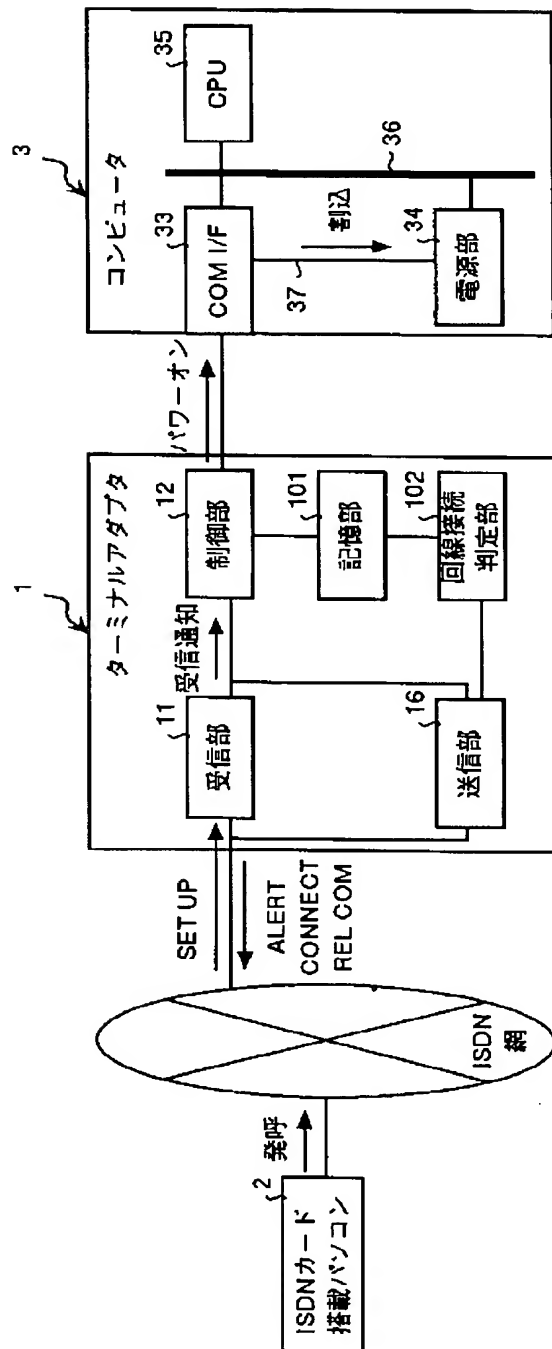 2
ISDNカード
搭載パソコン
発呼
ISDN
網
SET UP
ALERT
CONNECT
REL COM
1
ターミナルアダプタ
11
受信部
受信通知
12
制御部
101
記憶部
102
回線接続
判定部
16
送信部
パワーオン
3
コンピュータ
33
COM I/F
35
CPU
36
37
割込
34
電源部